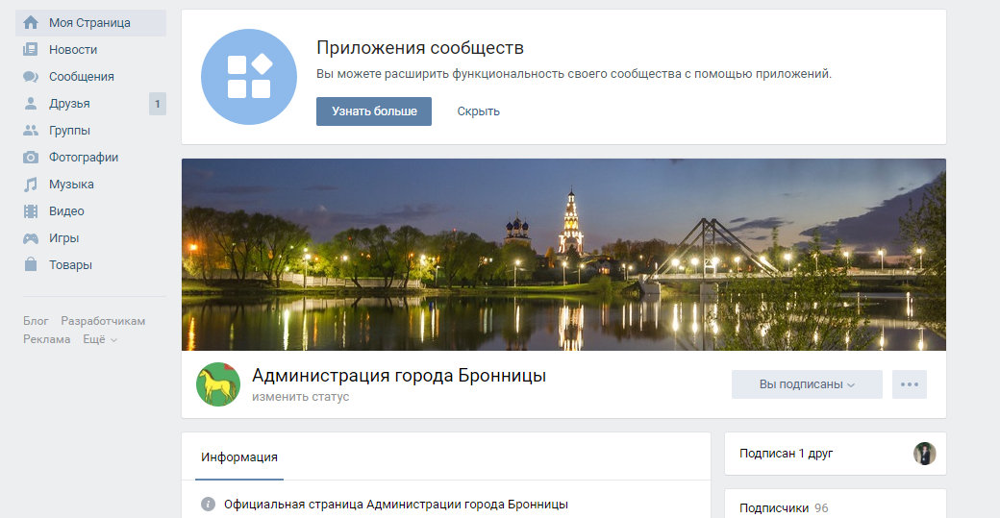 Моя Страница
Новости
Сообщения
Друзья
1
Группы
Фотографии
Музыка
Видео
Игры
Товары
Блог Разработчикам
Реклама Ещё
Приложения сообществ
Вы можете расширить функциональность своего сообщества с помощью приложений.
Узнать больше Скрыть
Администрация города Бронницы
изменить статус
Вы подписаны
Информация
Официальная страница Администрации города Бронницы
Подписан 1 друг
Подписчики 96